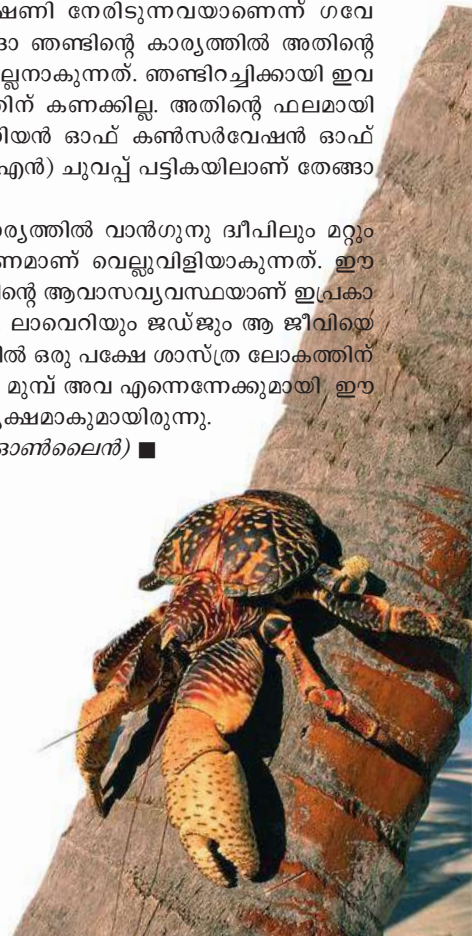 ഷണി നേരിടുന്നവയാണെന്ന് ഗവേ
ഞണ്ടിന്റെ കാര്യത്തിൽ അതിന്റെ
ല്ലനാകുന്നത്. ഞണ്ടിറച്ചിക്കായി ഇവ
തിന് കണക്കില്ല. അതിന്റെ ഫലമായി
ിയൻ ഓഫ് കൺസർവേഷൻ ഓഫ്
എൻ) ചുവപ്പ് പട്ടികയിലാണ് തേങ്ങാ
ാര്യത്തിൽ വാൻഗുനു ദ്വീപിലും മറ്റും
ണമാണ് വെല്ലുവിളിയാകുന്നത്. ഈ
ിന്റെ ആവാസവ്യവസ്ഥയാണ് ഇപ്രകാ
ലാവെറിയും ജഡ്ജും ആ ജീവിയെ
ിൽ ഒരു പക്ഷേ ശാസ്ത്ര ലോകത്തിന്
മുമ്പ് അവ എന്നെന്നേക്കുമായി ഈ
ക്ഷമാകുമായിരുന്നു.
ഓൺലൈൻ) ■